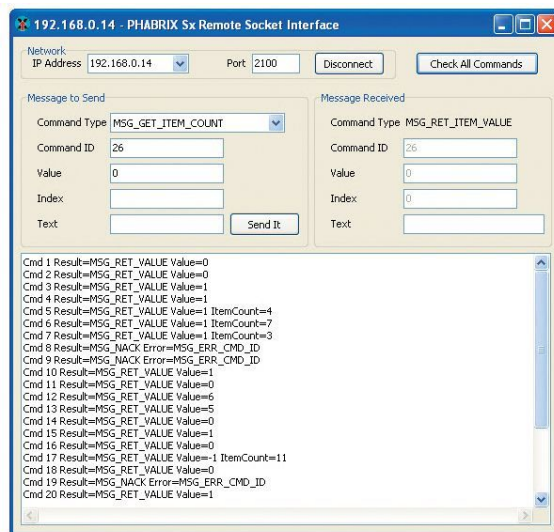 192.168.0.14 - PHABRIX Sx Remote Socket Interface
Network
IP Address 192.168.0.14 Port 2100 Disconnect Check All Commands
Message to Send
Command Type MSG_GET_ITEM_COUNT
Command ID 26
Value 0
Index
Text Send It
Message Received
Command Type MSG_RET_ITEM_VALUE
Command ID 26
Value 0
Index 0
Text
Cmd 1 Result=MSG_RET_VALUE Value=0
Cmd 2 Result=MSG_RET_VALUE Value=0
Cmd 3 Result=MSG_RET_VALUE Value=1
Cmd 4 Result=MSG_RET_VALUE Value=1
Cmd 5 Result=MSG_RET_VALUE Value=1 ItemCount=4
Cmd 6 Result=MSG_RET_VALUE Value=1 ItemCount=7
Cmd 7 Result=MSG_RET_VALUE Value=1 ItemCount=3
Cmd 8 Result=MSG_NACK Error=MSG_ERR_CMD_ID
Cmd 9 Result=MSG_NACK Error=MSG_ERR_CMD_ID
Cmd 10 Result=MSG_RET_VALUE Value=1
Cmd 11 Result=MSG_RET_VALUE Value=0
Cmd 12 Result=MSG_RET_VALUE Value=6
Cmd 13 Result=MSG_RET_VALUE Value=5
Cmd 14 Result=MSG_RET_VALUE Value=0
Cmd 15 Result=MSG_RET_VALUE Value=1
Cmd 16 Result=MSG_RET_VALUE Value=0
Cmd 17 Result=MSG_RET_VALUE Value=-1 ItemCount=11
Cmd 18 Result=MSG_RET_VALUE Value=0
Cmd 19 Result=MSG_NACK Error=MSG_ERR_CMD_ID
Cmd 20 Result=MSG_RET_VALUE Value=1